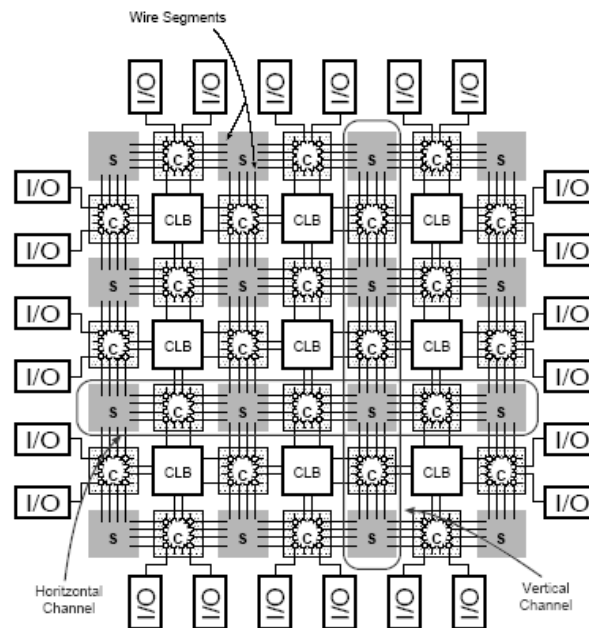 Wire Segments
I/O I/O I/O I/O I/O I/O
S C S C S C S
I/O I/O
C CLB C CLB C CLB C
I/O I/O
S C S C S C S
I/O I/O
C CLB C CLB C CLB C
I/O I/O
S C S C S C S
I/O I/O
C CLB C CLB C CLB C
I/O I/O
S C S C S C S
I/O I/O I/O I/O I/O I/O
Horitzontal
Channel
Vertical
Channel